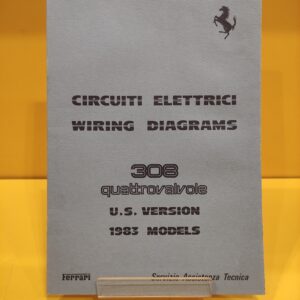 CIRCUITI ELETTRICI
WIRING DIAGRAMS
308
quattrovalvole
U.S. VERSION
1983 MODELS
Ferrari Servizio Assistenza Tecnica